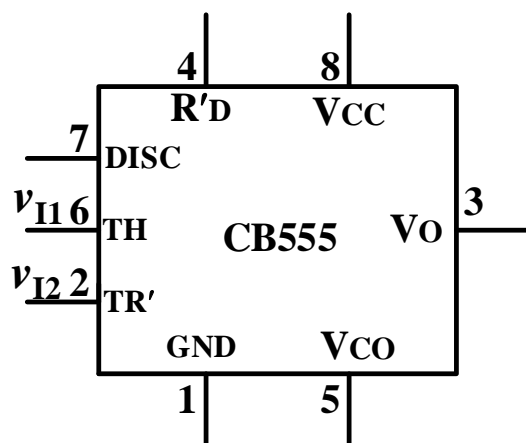 4 8
R'D VCC
7 DISC
vI1 6 TH CB555 VO 3
vI2 2 TR'
GND VCO
1 5